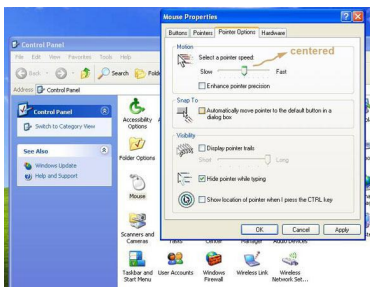 Mouse Properties
Buttons Pointers Pointer Options Hardware
Motion
Select a pointer speed:
centered
Slow Fast
Enhance pointer precision
Snap To
Automatically move pointer to the default button in a
dialog box
Visibility
Display pointer trails
Short Long
Hide pointer while typing
Show location of pointer when I press the CTRL key
OK Cancel Apply
Control Panel
File Edit View Favorites Tools Help
Back Search
Address Control Panel
Control Panel
Switch to Category View
See Also
Windows Update
Help and Support
Accessibility
Options
Folder Options
Mouse
Scanners and
Cameras
Taskbar and
Start Menu
User Accounts
Windows
Firewall
Wireless Link
Wireless
Network Set...